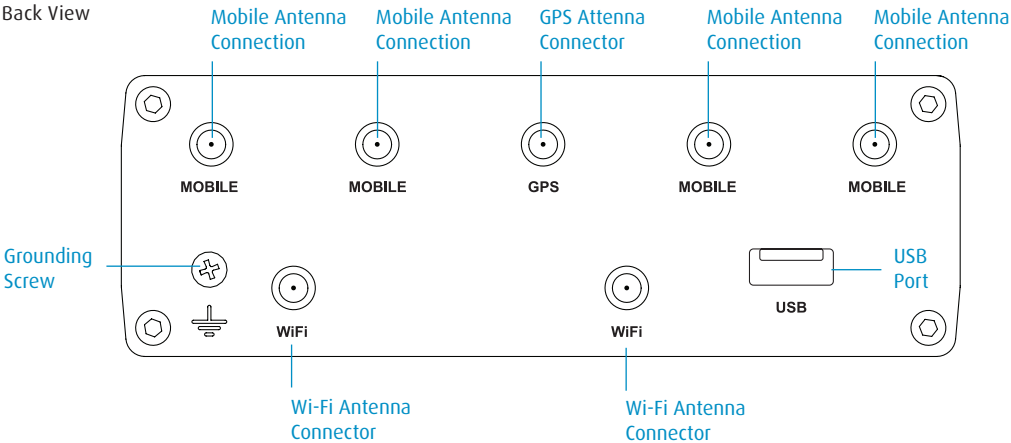 Back View
Mobile Antenna
Connection
Mobile Antenna
Connection
GPS Attenna
Connector
Mobile Antenna
Connection
Mobile Antenna
Connection
MOBILE
MOBILE
GPS
MOBILE
MOBILE
Grounding
Screw
USB
Port
USB
WiFi
WiFi
Wi-Fi Antenna
Connector
Wi-Fi Antenna
Connector